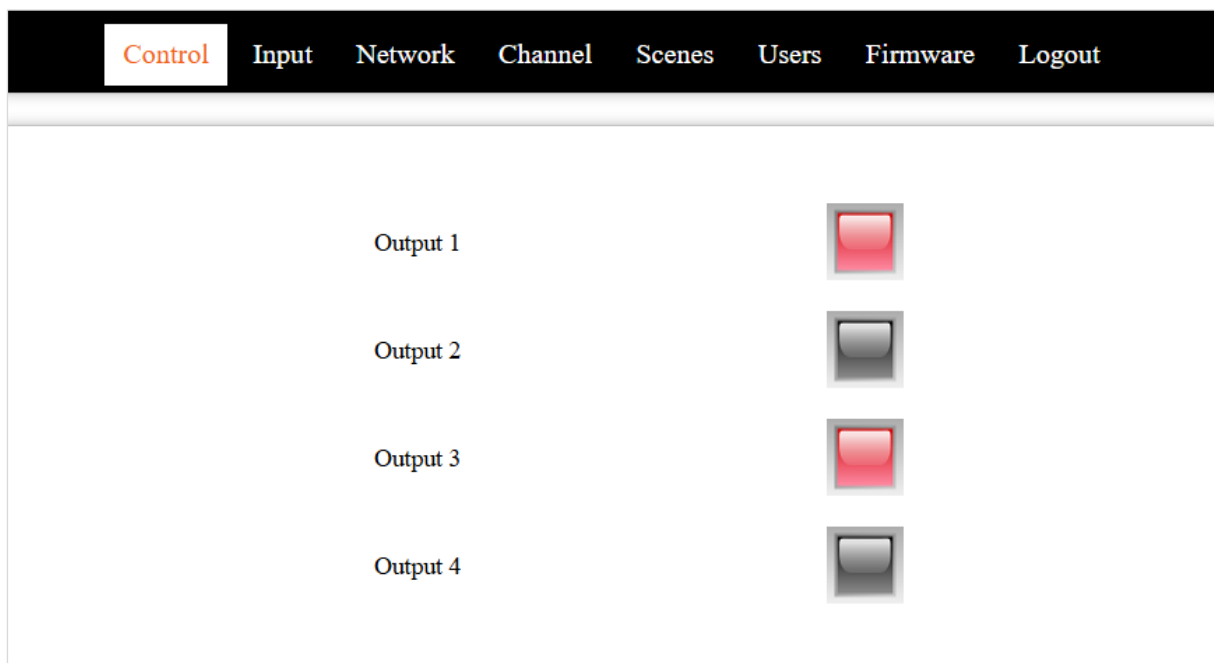 Control Input Network Channel Scenes Users Firmware Logout
Output 1
Output 2
Output 3
Output 4